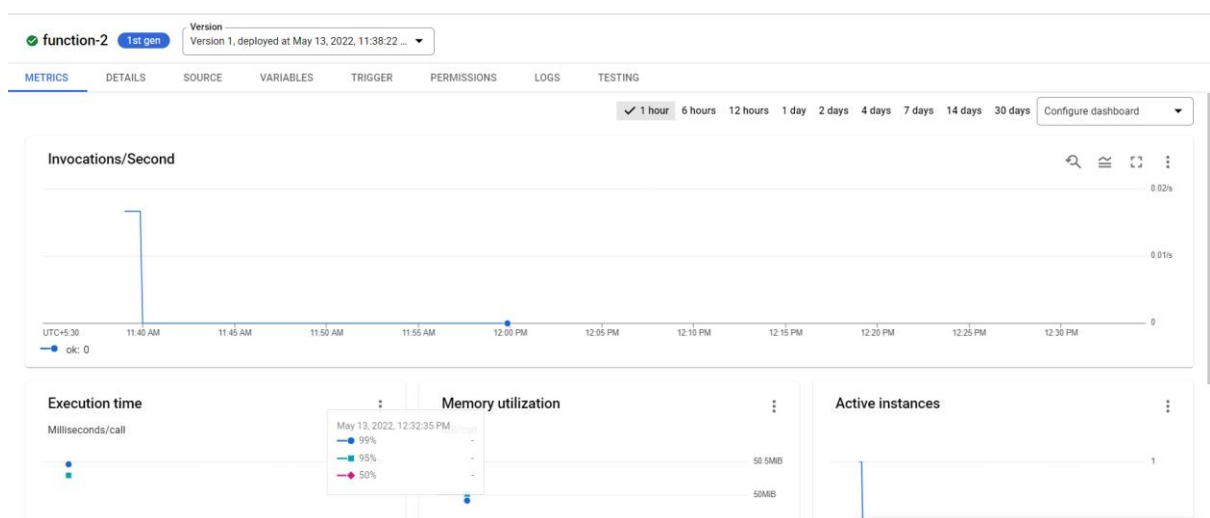 function-2 1st gen Version
Version 1, deployed at May 13, 2022, 11:38:22 ...
METRICS DETAILS SOURCE VARIABLES TRIGGER PERMISSIONS LOGS TESTING
1 hour 6 hours 12 hours 1 day 2 days 4 days 7 days 14 days 30 days Configure dashboard
Invocations/Second
0.02/s
0.01/s
0
UTC+5:30 11:40 AM 11:45 AM 11:50 AM 11:55 AM 12:00 PM 12:05 PM 12:10 PM 12:15 PM 12:20 PM 12:25 PM 12:30 PM
ok: 0
Execution time
Milliseconds/call
May 13, 2022, 12:32:35 PM
99% -
95% -
50% -
Memory utilization
50.5MiB
50MiB
Active instances
1